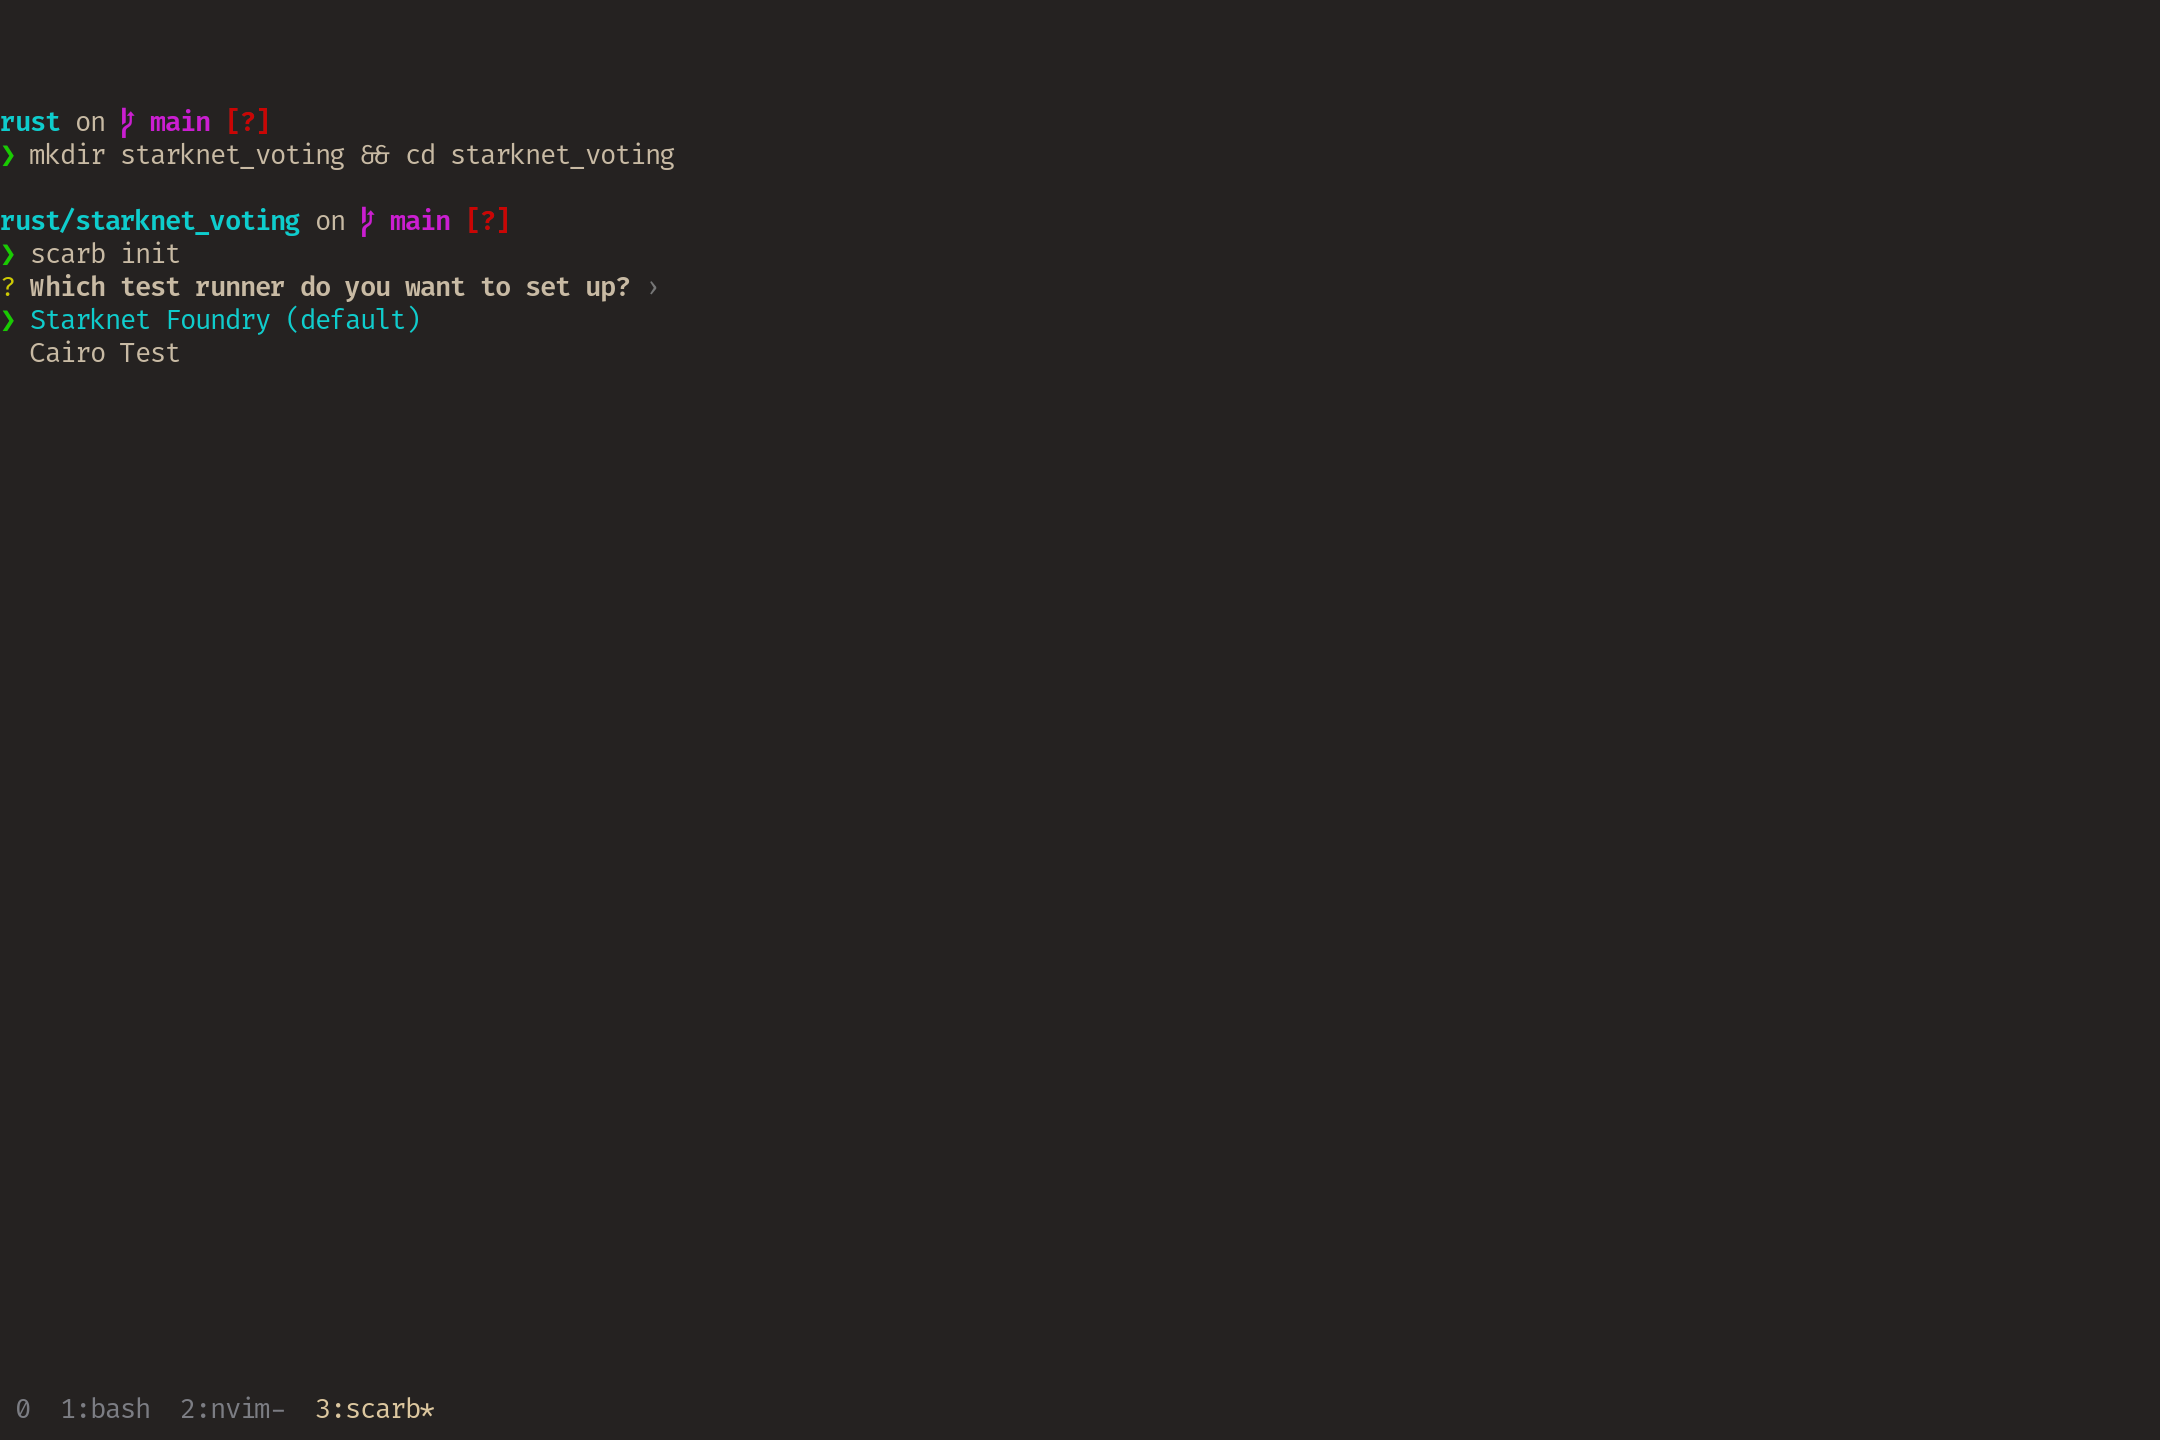 rust on main [?]
❯ mkdir starknet_voting && cd starknet_voting
rust/starknet_voting on main [?]
❯ scarb init
? Which test runner do you want to set up? ›
❯ Starknet Foundry (default)
Cairo Test
0 1:bash 2:nvim- 3:scarb*